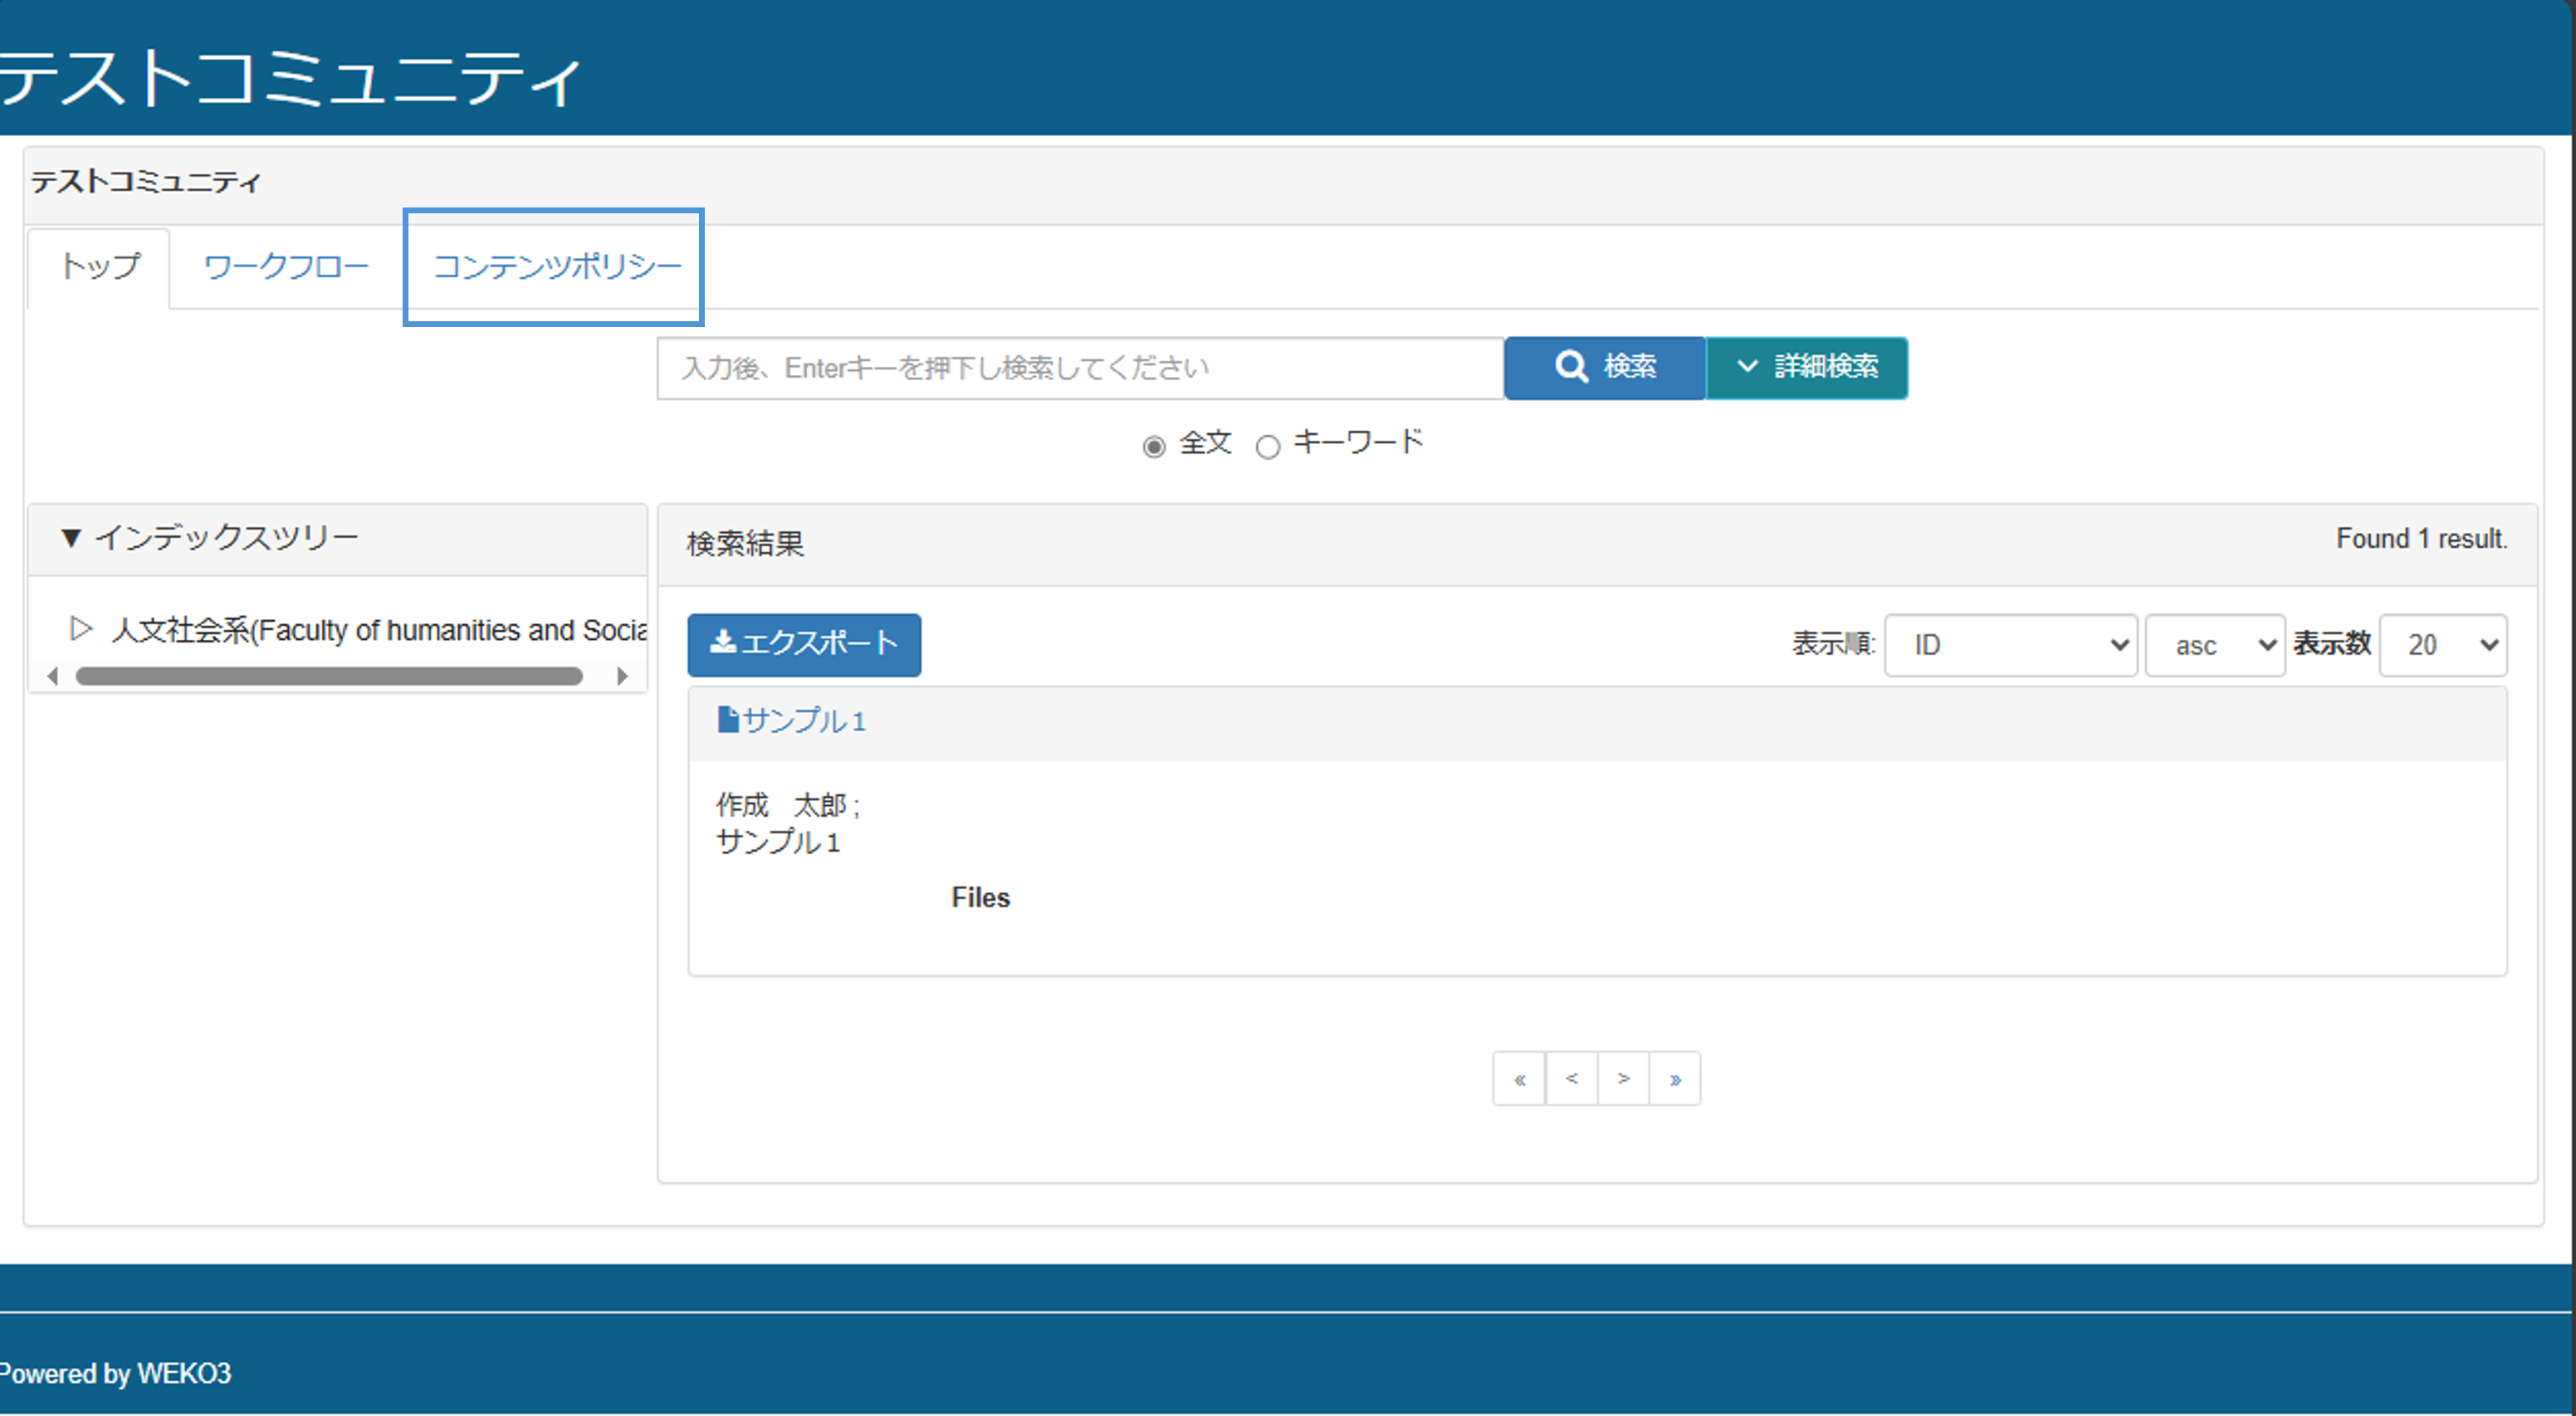 テストコミュニティ
テストコミュニティ
トップ ワークフロー コンテンツポリシー
入力後、Enterキーを押下し検索してください 検索 詳細検索
全文 キーワード
▼ インデックスツリー
人文社会系(Faculty of humanities and Socia
検索結果 Found 1 result.
エクスポート 表示順: ID asc 表示数 20
サンプル1
作成　太郎 ;
サンプル1
Files
« < > »
Powered by WEKO3